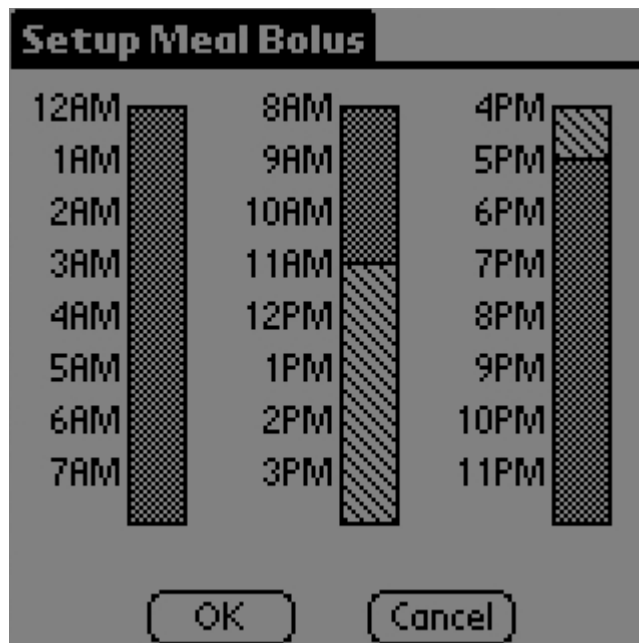 Setup Meal Bolus
12AM 8AM 4PM
1AM 9AM 5PM
2AM 10AM 6PM
3AM 11AM 7PM
4AM 12PM 8PM
5AM 1PM 9PM
6AM 2PM 10PM
7AM 3PM 11PM
OK Cancel